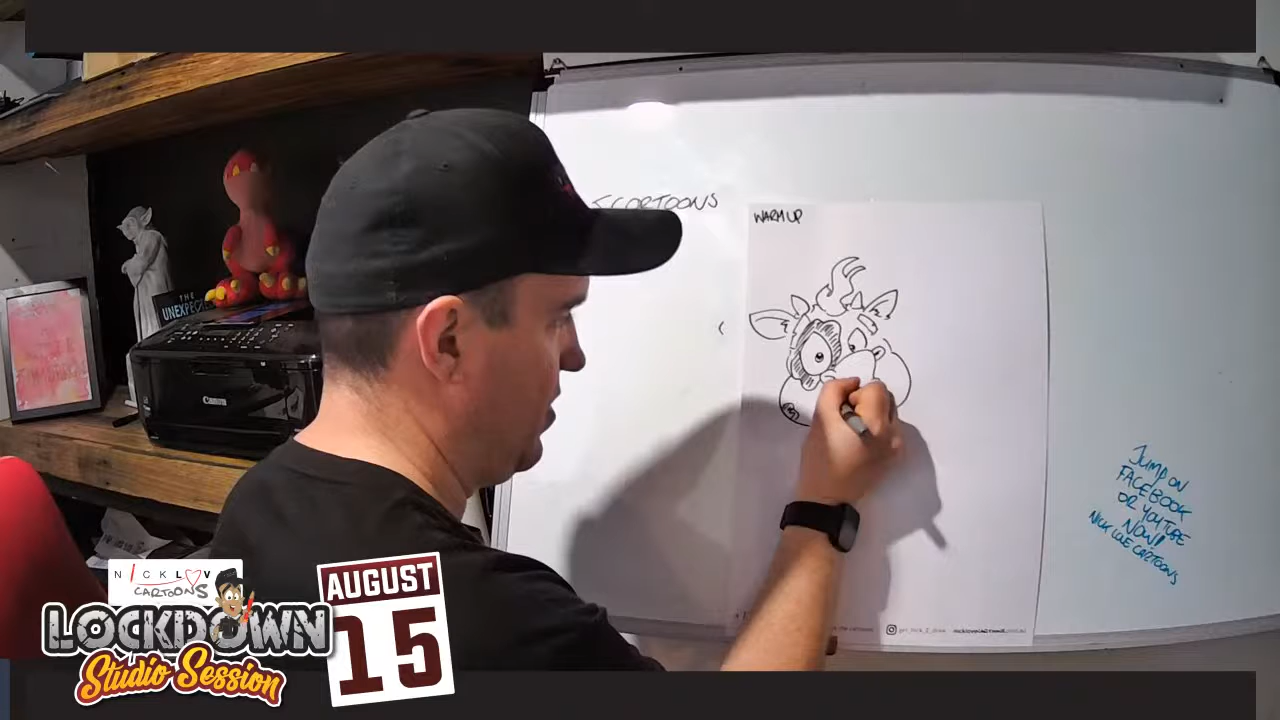 CARTOONS
WARM UP
THE
UNEXPEC
Canon
JUMP ON
FACEBOOK
OR YOUTUBE
NOW!
NICK LOVE CARTOONS
NICK LOV
CARTOONS
LOCKDOWN
Studio Session
AUGUST
15